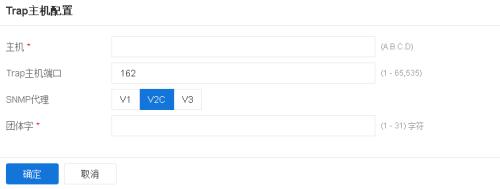 Trap主机配置
主机 * (A.B.C.D)
Trap主机端口 162 (1 - 65,535)
SNMP代理 V1 V2C V3
团体字 * (1 - 31) 字符
确定 取消